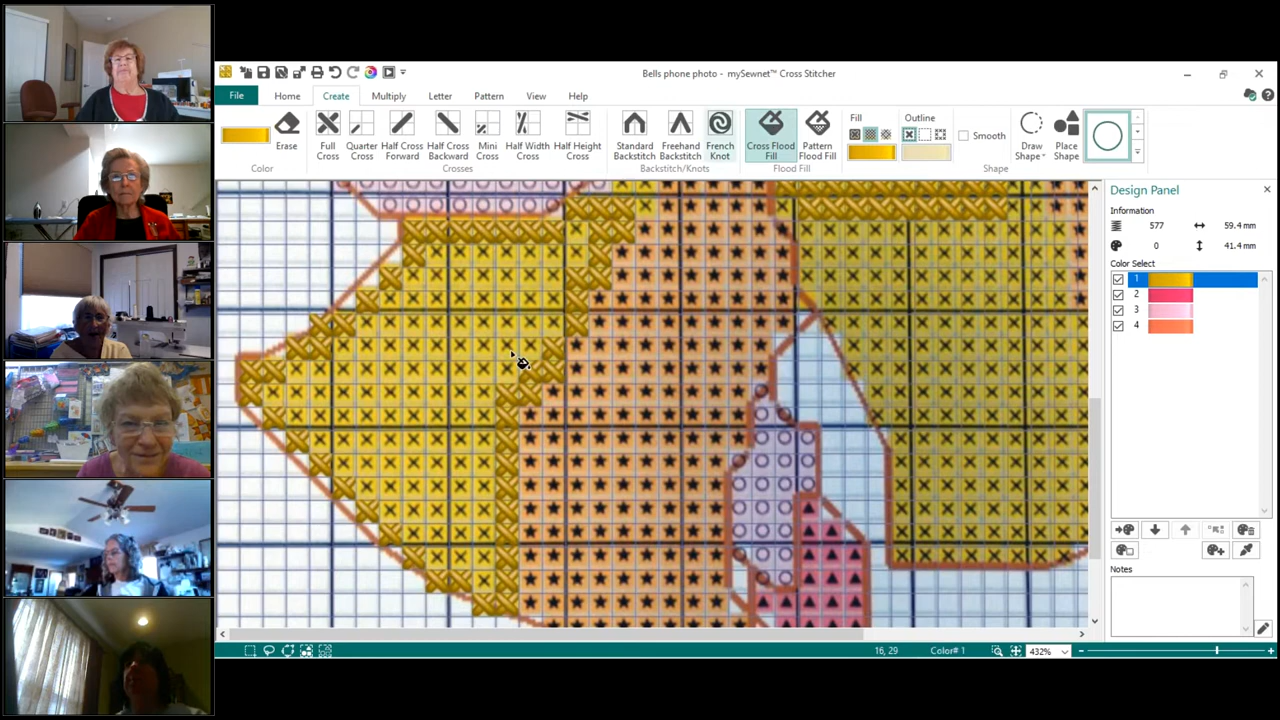 Bells phone photo - mySewnet™ Cross Stitcher
File Home Create Multiply Letter Pattern View Help
Erase
Full Cross
Quarter Cross
Half Cross Forward
Half Cross Backward
Mini Cross
Half Width Cross
Half Height Cross
Standard Backstitch
Freehand Backstitch
French Knot
Cross Flood Fill
Pattern Flood Fill
Fill
Outline
Smooth
Draw Shape
Place Shape
Color
Crosses
Backstitch/Knots
Flood Fill
Shape
Design Panel
Information
577
59.4 mm
0
41.4 mm
Color Select
1
2
3
4
Notes
16, 29
Color# 1
432%